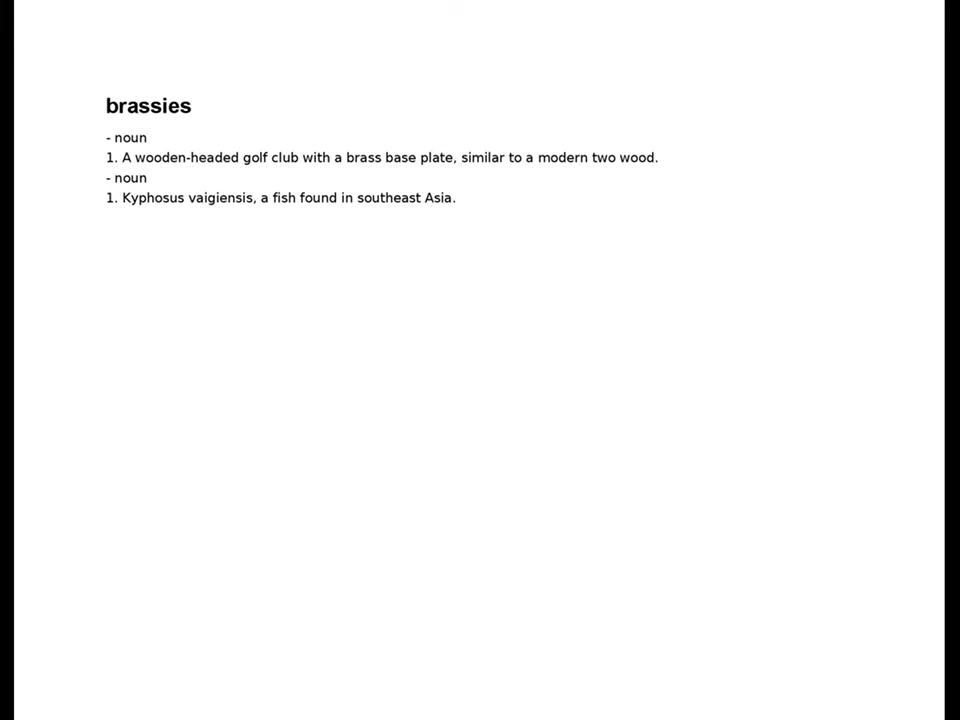 brassies
- noun
1. A wooden-headed golf club with a brass base plate, similar to a modern two wood.
- noun
1. Kyphosus vaigiensis, a fish found in southeast Asia.